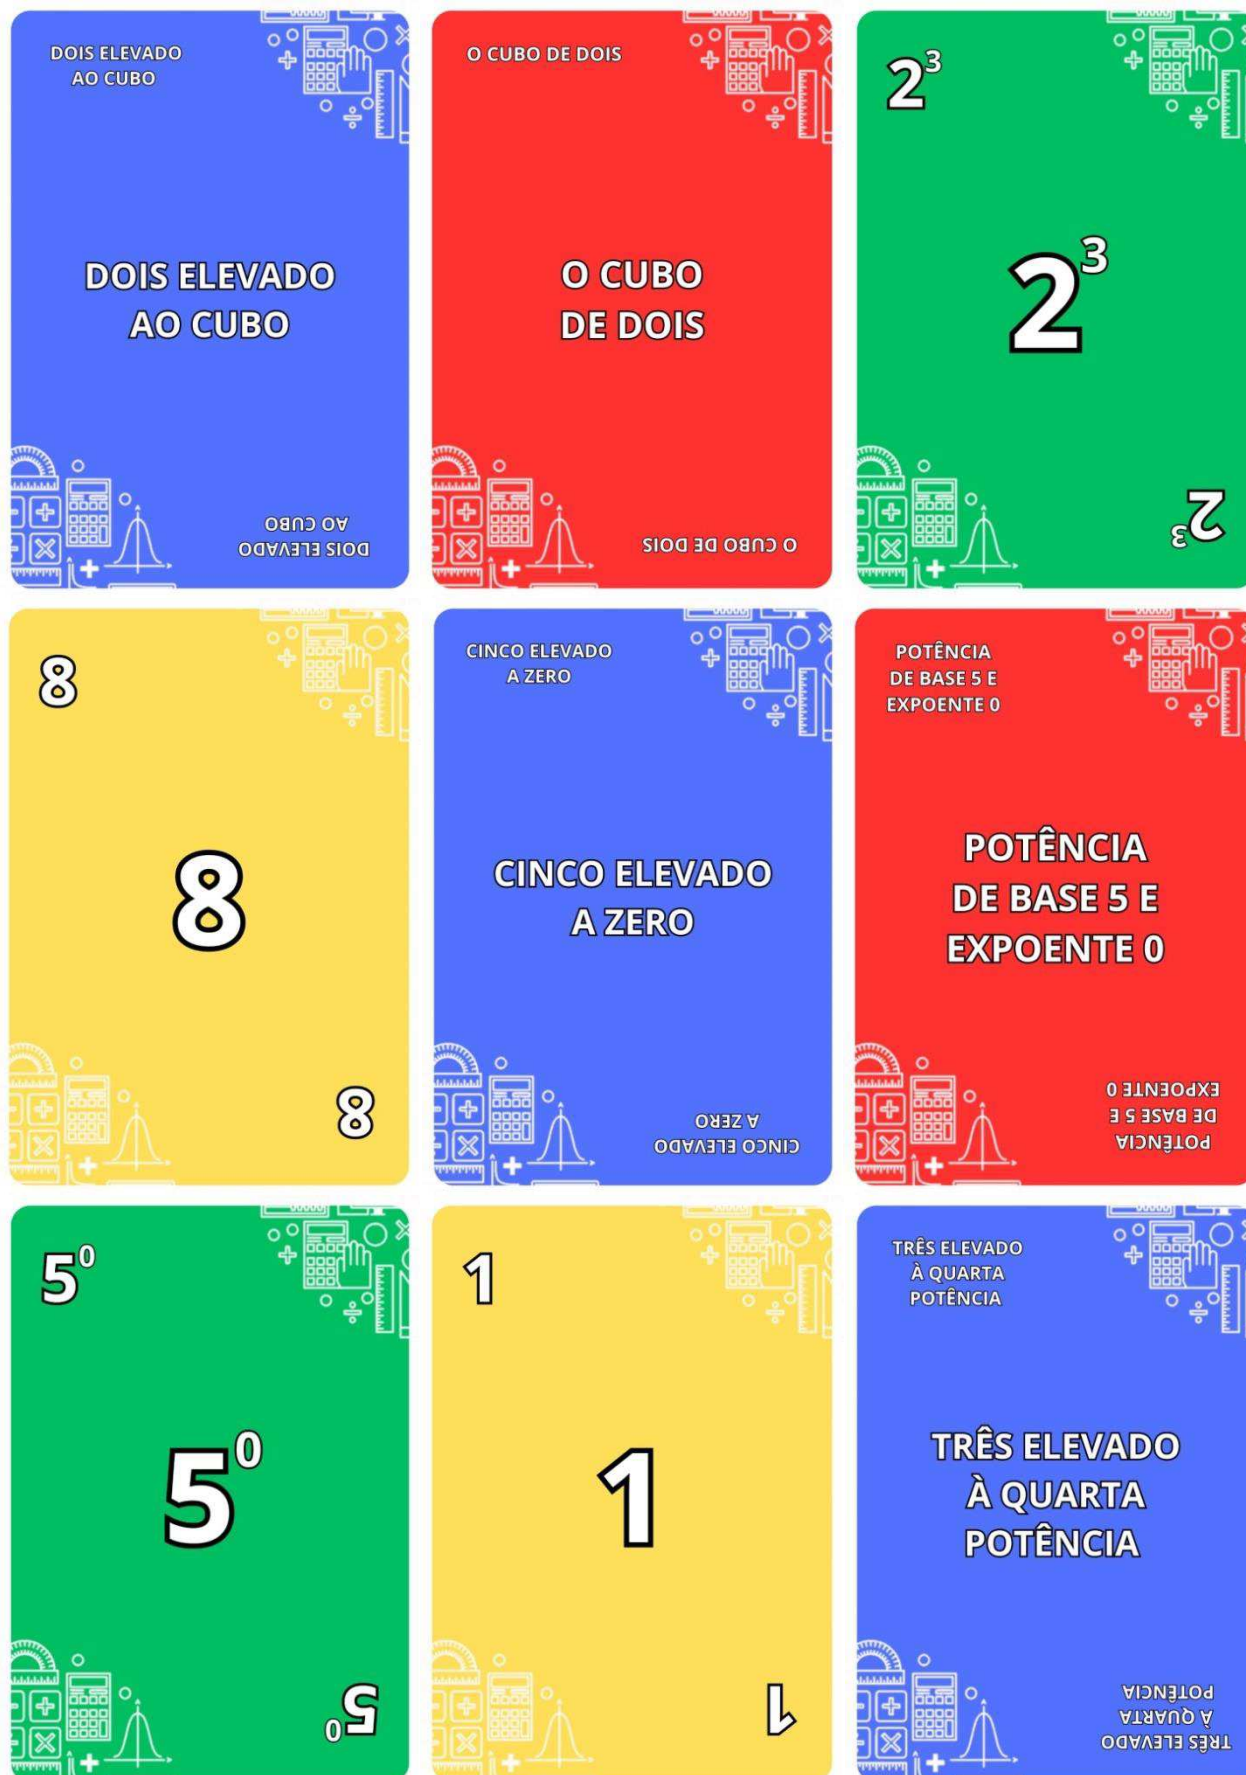 DOIS ELEVADO
AO CUBO
DOIS ELEVADO
AO CUBO
DOIS ELEVADO
AO CUBO
O CUBO DE DOIS
O CUBO
DE DOIS
O CUBO DE DOIS
2³
2³
2³
8
8
8
CINCO ELEVADO
A ZERO
CINCO ELEVADO
A ZERO
CINCO ELEVADO
A ZERO
POTÊNCIA
DE BASE 5 E
EXPOENTE 0
POTÊNCIA
DE BASE 5 E
EXPOENTE 0
POTÊNCIA
DE BASE 5 E
EXPOENTE 0
5⁰
5⁰
5⁰
1
1
1
TRÊS ELEVADO
À QUARTA
POTÊNCIA
TRÊS ELEVADO
À QUARTA
POTÊNCIA
TRÊS ELEVADO
À QUARTA
POTÊNCIA